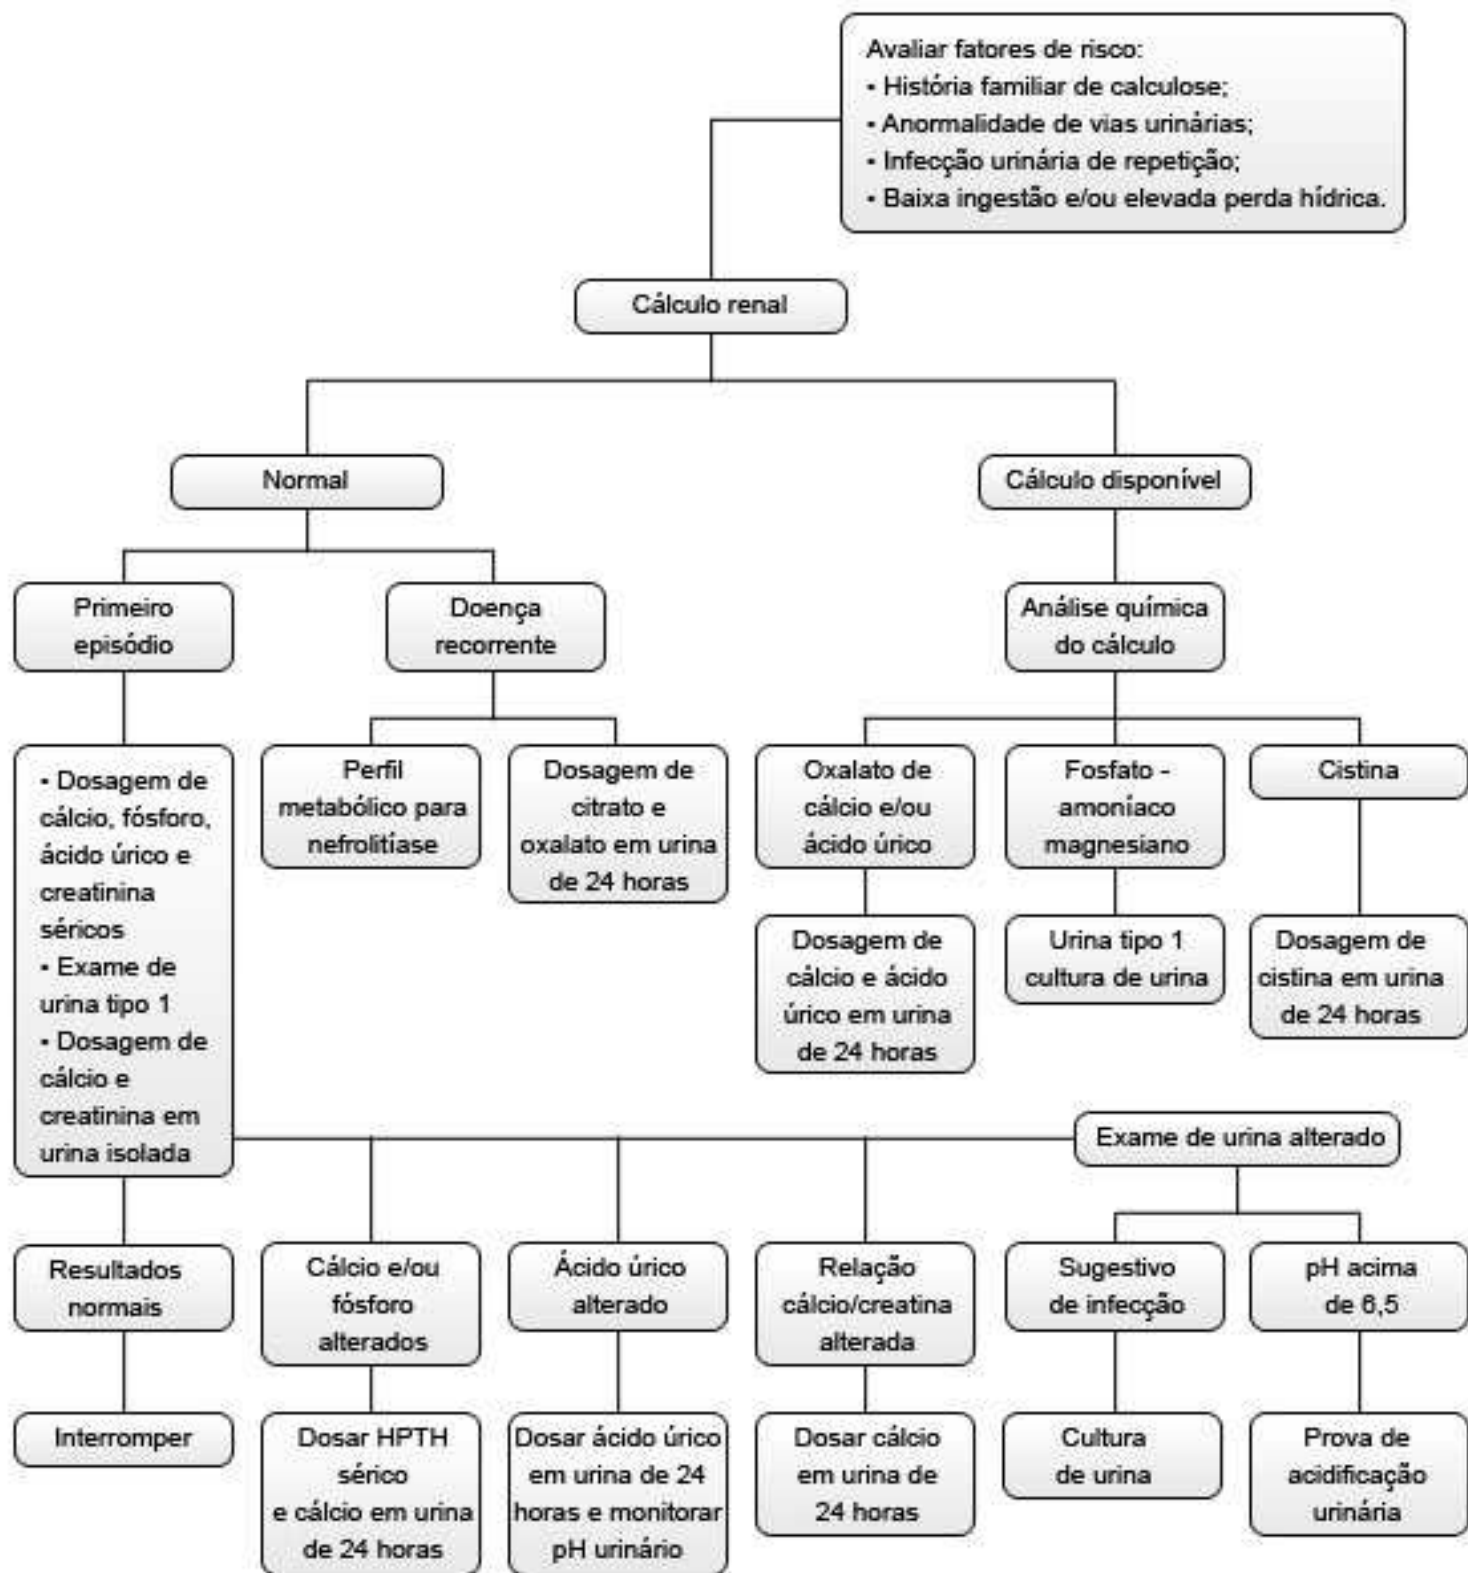 Avaliar fatores de risco:
▪ História familiar de calculose;
▪ Anormalidade de vias urinárias;
▪ Infecção urinária de repetição;
▪ Baixa ingestão e/ou elevada perda hídrica.
Cálculo renal
Normal
Cálculo disponível
Primeiro
episódio
Doença
recorrente
Análise química
do cálculo
▪ Dosagem de
cálcio, fósforo,
ácido úrico e
creatinina
séricos
▪ Exame de
urina tipo 1
▪ Dosagem de
cálcio e
creatinina em
urina isolada
Perfil
metabólico para
nefrolitíase
Dosagem de
citrato e
oxalato em urina
de 24 horas
Oxalato de
cálcio e/ou
ácido úrico
Fosfato -
amoníaco
magnesiano
Cistina
Dosagem de
cálcio e ácido
úrico em urina
de 24 horas
Urina tipo 1
cultura de urina
Dosagem de
cistina em urina
de 24 horas
Exame de urina alterado
Resultados
normais
Cálcio e/ou
fósforo
alterados
Ácido úrico
alterado
Relação
cálcio/creatina
alterada
Sugestivo
de infecção
pH acima
de 6,5
Interromper
Dosar HPTH
sérico
e cálcio em urina
de 24 horas
Dosar ácido úrico
em urina de 24
horas e monitorar
pH urinário
Dosar cálcio
em urina de
24 horas
Cultura
de urina
Prova de
acidificação
urinária